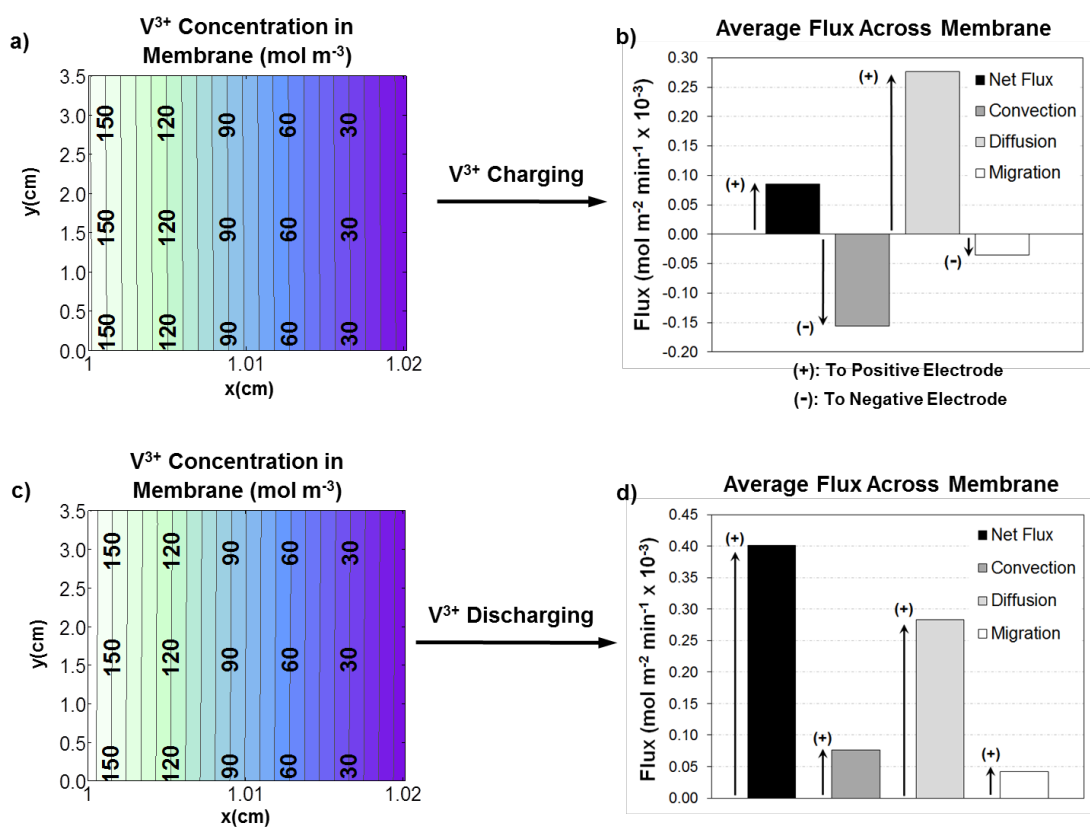 a)
V³⁺ Concentration in
Membrane (mol m⁻³)
3.5
3.0
2.5
2.0
1.5
1.0
0.5
0.0
y(cm)
150 120 90 60 30
150 120 90 60 30
150 120 90 60 30
1 1.01 1.02
x(cm)
V³⁺ Charging
b)
Average Flux Across Membrane
0.30
0.25
0.20
0.15
0.10
0.05
0.00
-0.05
-0.10
-0.15
-0.20
Flux (mol m⁻² min⁻¹ x 10⁻³)
(+)
(-)
(+)
(-)
Net Flux
Convection
Diffusion
Migration
(+): To Positive Electrode
(-): To Negative Electrode
c)
V³⁺ Concentration in
Membrane (mol m⁻³)
3.5
3.0
2.5
2.0
1.5
1.0
0.5
0.0
y(cm)
150 120 90 60 30
150 120 90 60 30
150 120 90 60 30
1 1.01 1.02
x(cm)
V³⁺ Discharging
d)
Average Flux Across Membrane
0.45
0.40
0.35
0.30
0.25
0.20
0.15
0.10
0.05
0.00
Flux (mol m⁻² min⁻¹ x 10⁻³)
(+)
(+)
(+)
(+)
Net Flux
Convection
Diffusion
Migration